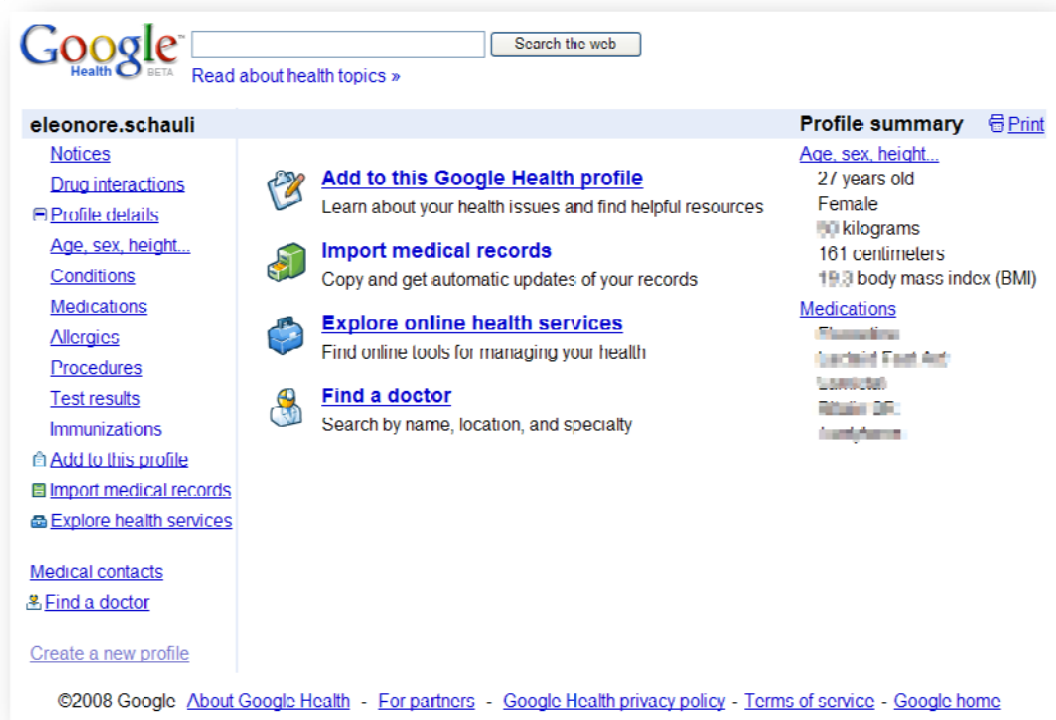 Google™
Health BETA
Search the web
Read about health topics »
eleonore.schauli
Notices
Drug interactions
Profile details
Age, sex, height...
Conditions
Medications
Allergies
Procedures
Test results
Immunizations
Add to this profile
Import medical records
Explore health services
Medical contacts
Find a doctor
Create a new profile
Add to this Google Health profile
Learn about your health issues and find helpful resources
Import medical records
Copy and get automatic updates of your records
Explore online health services
Find online tools for managing your health
Find a doctor
Search by name, location, and specialty
Profile summary Print
Age, sex, height...
27 years old
Female
kilograms
161 centimeters
body mass index (BMI)
Medications
©2008 Google About Google Health - For partners - Google Health privacy policy - Terms of service - Google home